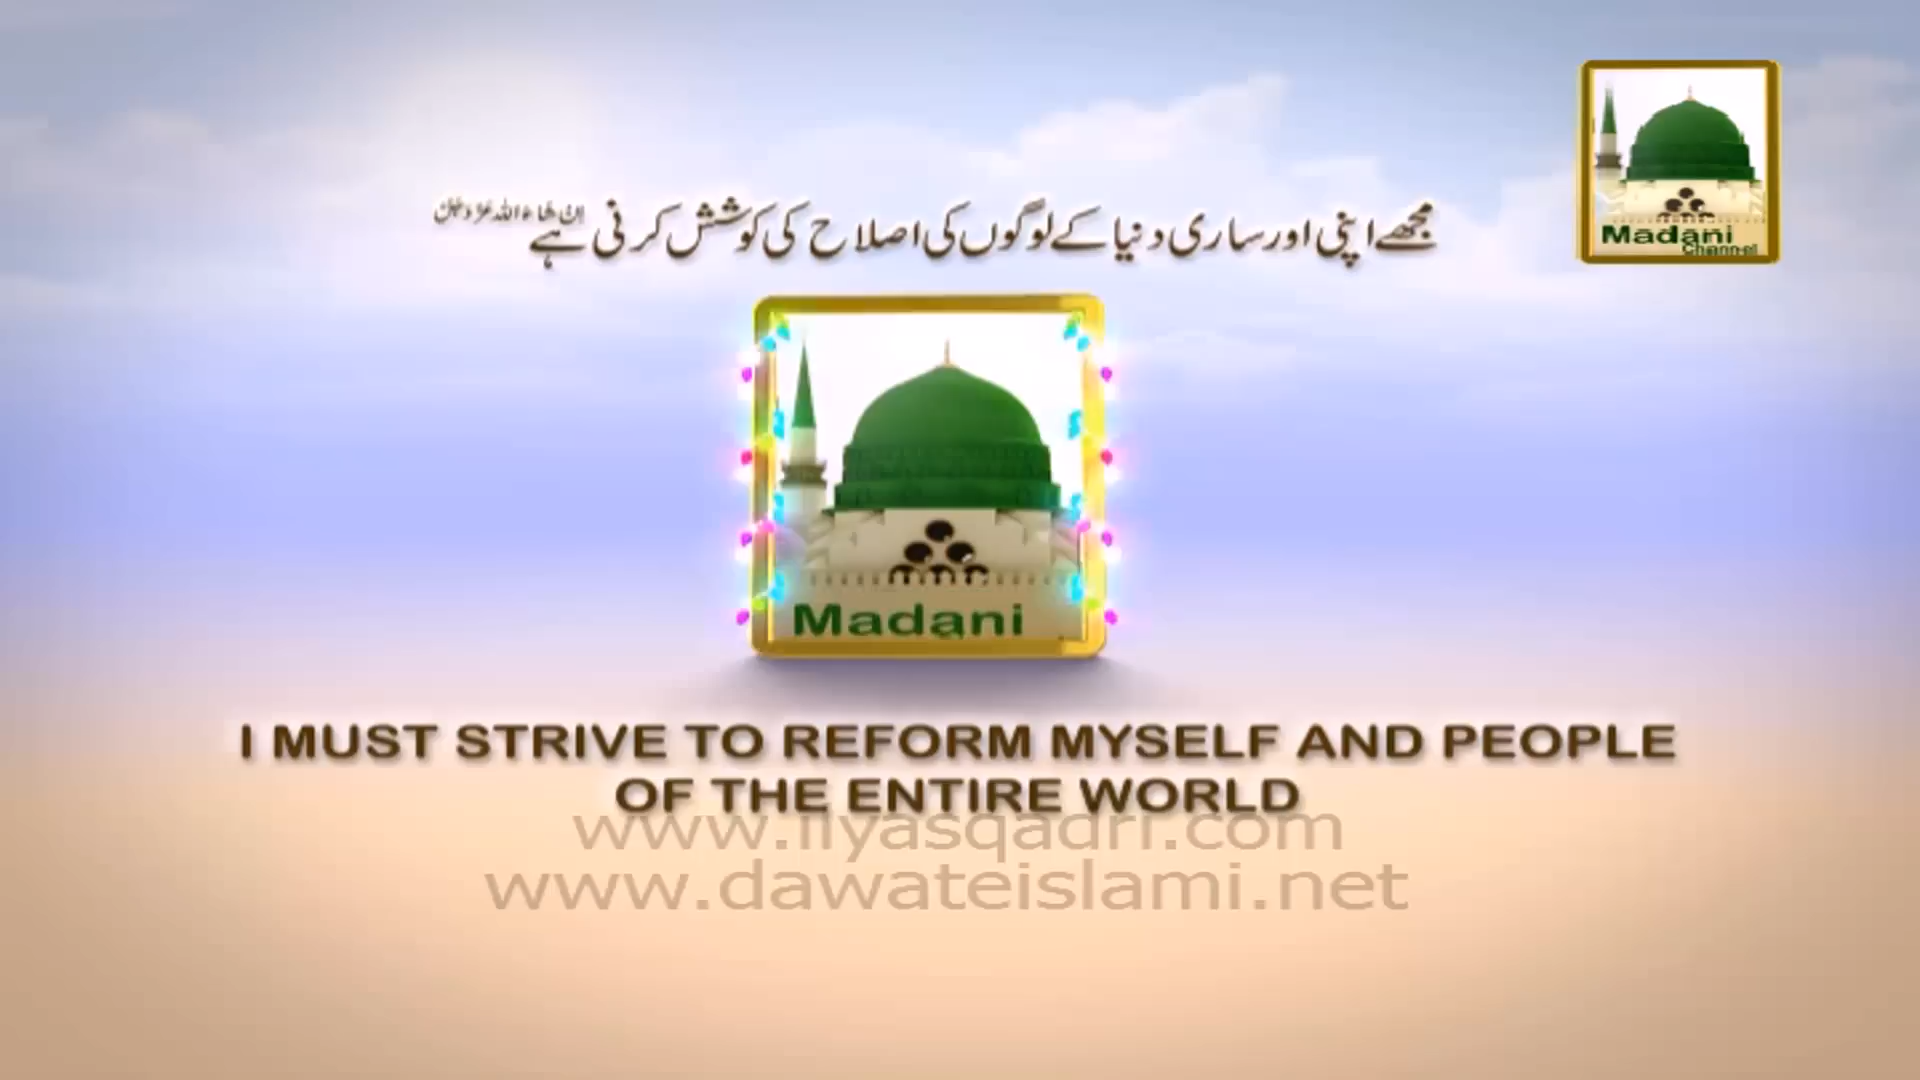 مجھے اپنی اور ساری دنیا کے لوگوں کی اصلاح کی کوشش کرنی ہے ان شاء اللہ عزوجل
Madani
Channel
Madani
I MUST STRIVE TO REFORM MYSELF AND PEOPLE
OF THE ENTIRE WORLD
www.ilyasqadri.com
www.dawateislami.net